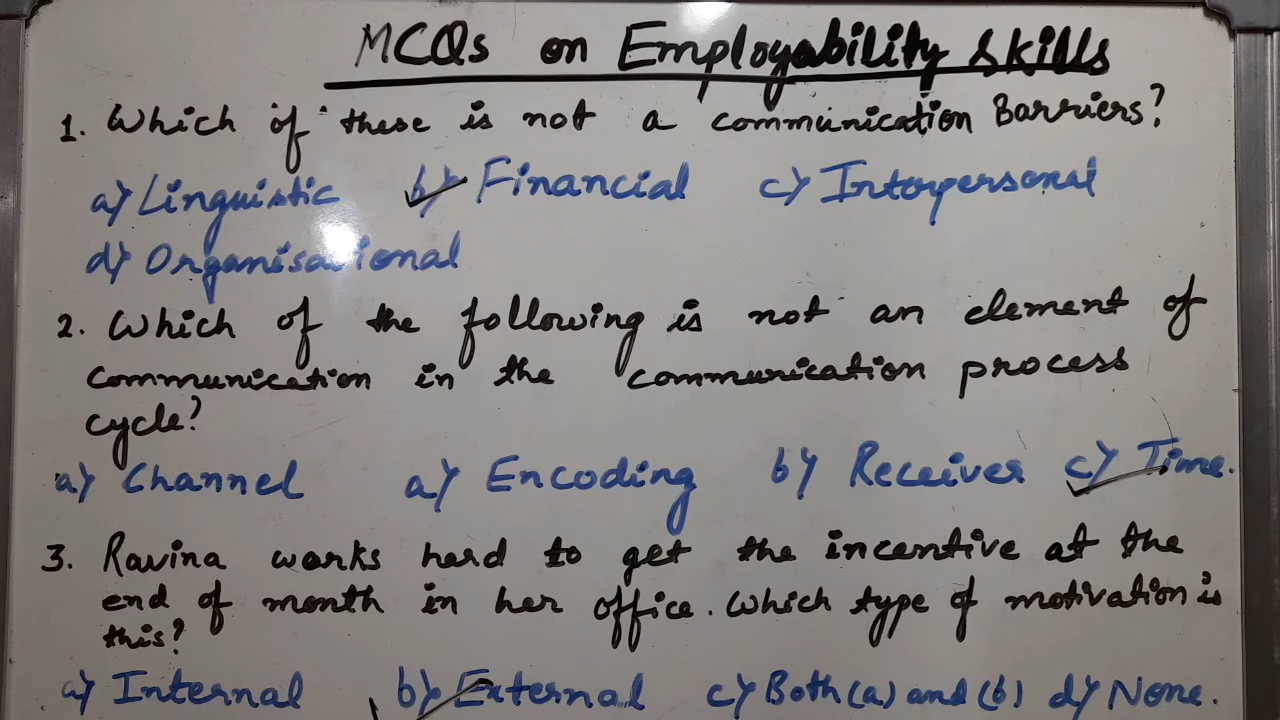 MCQs on Employability Skills
1. Which of these is not a communication Barriers?
a) Linguistic b) Financial c) Interpersonal
d) Organisational
2. Which of the following is not an element of
communication in the communication process
cycle?
a) Channel a) Encoding b) Receiver c) Time.
3. Ravina works hard to get the incentive at the
end of month in her office. Which type of motivation is
this?
a) Internal b) External c) Both (a) and (b) d) None.